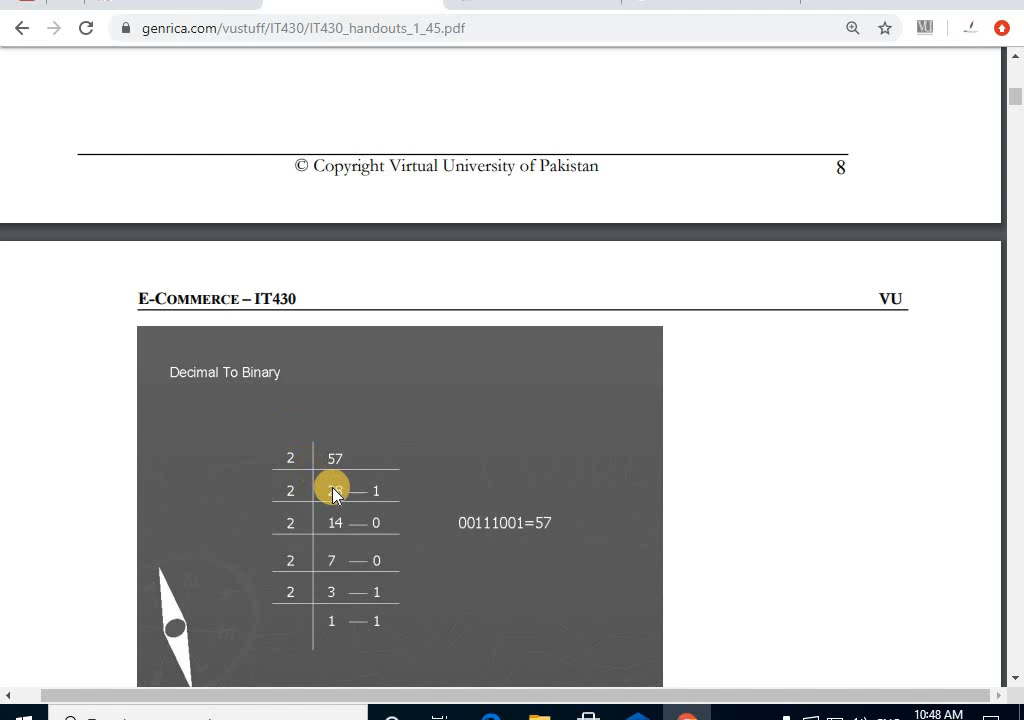 genrica.com/vustuff/IT430/IT430_handouts_1_45.pdf
© Copyright Virtual University of Pakistan 8
E-COMMERCE – IT430 VU
Decimal To Binary
2 57
2 28 — 1
2 14 — 0
00111001=57
2 7 — 0
2 3 — 1
1 — 1
10:48 AM